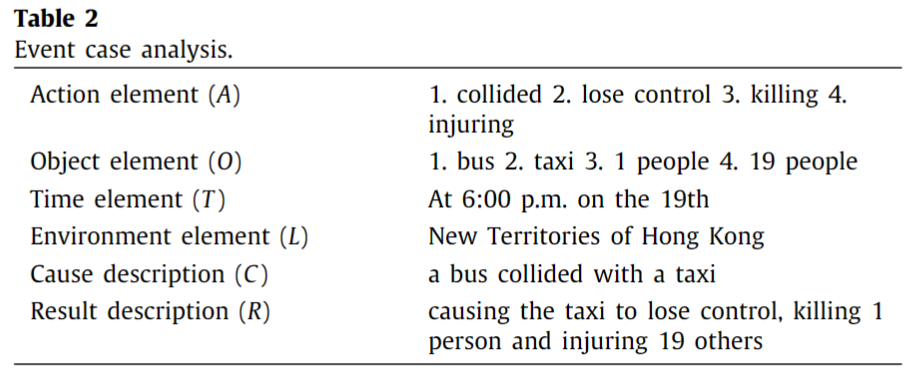 Table 2
Event case analysis.
Action element (A) 1. collided 2. lose control 3. killing 4.
injuring
Object element (O) 1. bus 2. taxi 3. 1 people 4. 19 people
Time element (T) At 6:00 p.m. on the 19th
Environment element (L) New Territories of Hong Kong
Cause description (C) a bus collided with a taxi
Result description (R) causing the taxi to lose control, killing 1
person and injuring 19 others